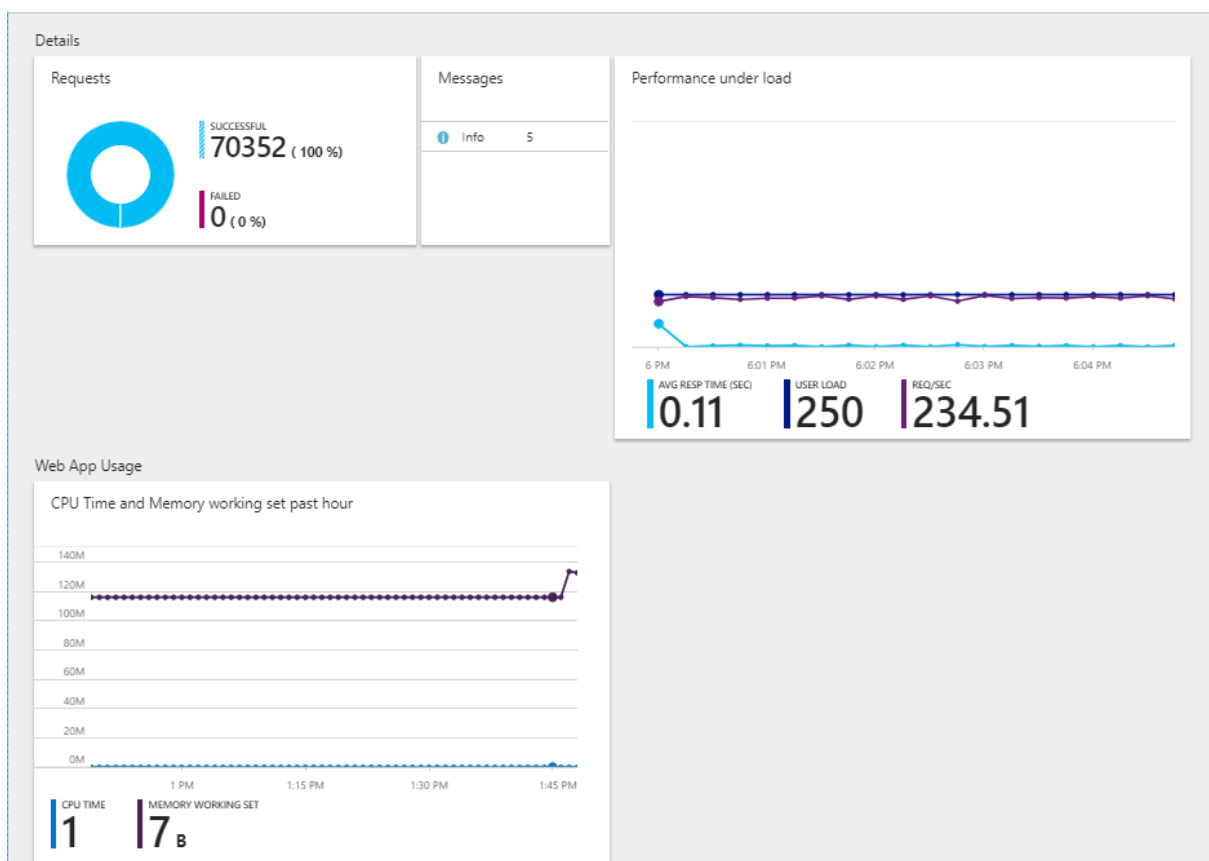 Details
Requests
SUCCESSFUL
70352 ( 100 %)
FAILED
0 ( 0 %)
Messages
Info 5
Performance under load
6 PM 6:01 PM 6:02 PM 6:03 PM 6:04 PM
AVG RESP TIME (SEC) USER LOAD REQ/SEC
0.11 250 234.51
Web App Usage
CPU Time and Memory working set past hour
140M
120M
100M
80M
60M
40M
20M
0M
1 PM 1:15 PM 1:30 PM 1:45 PM
CPU TIME MEMORY WORKING SET
1 7 B